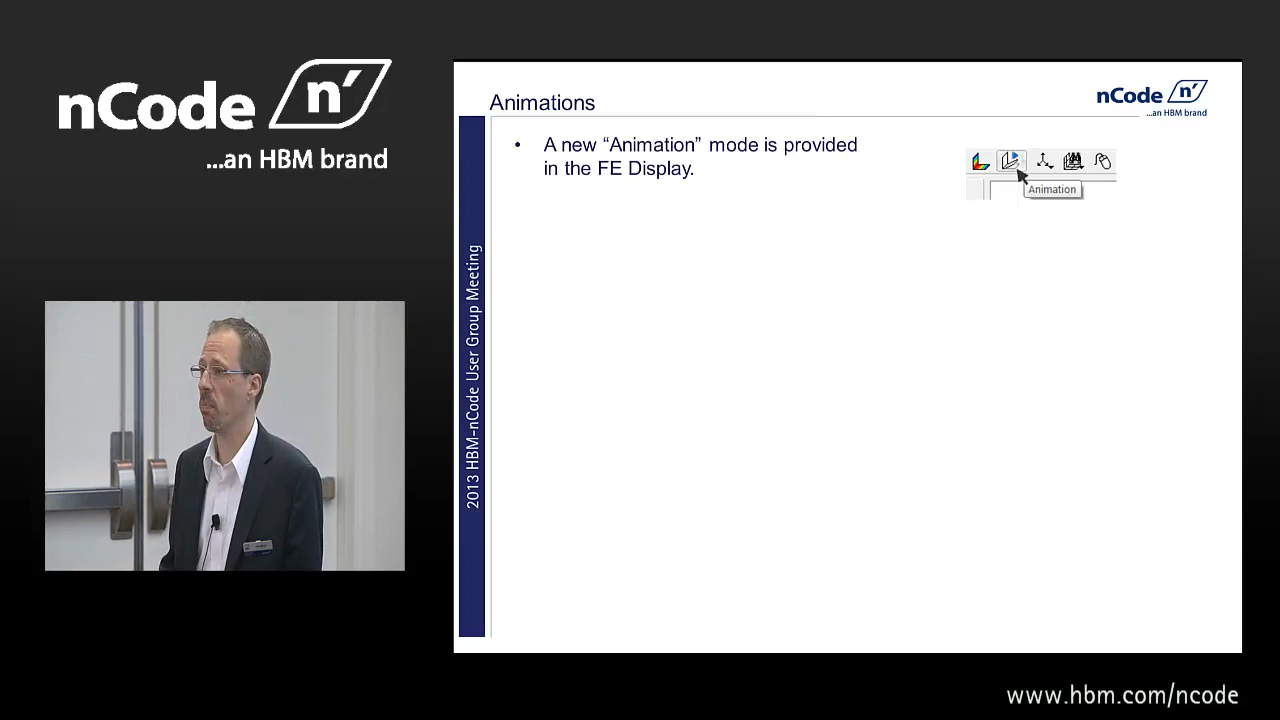 nCode n'
...an HBM brand
Animations
nCode n'
...an HBM brand
• A new “Animation” mode is provided
in the FE Display.
Animation
2013 HBM-nCode User Group Meeting
www.hbm.com/ncode